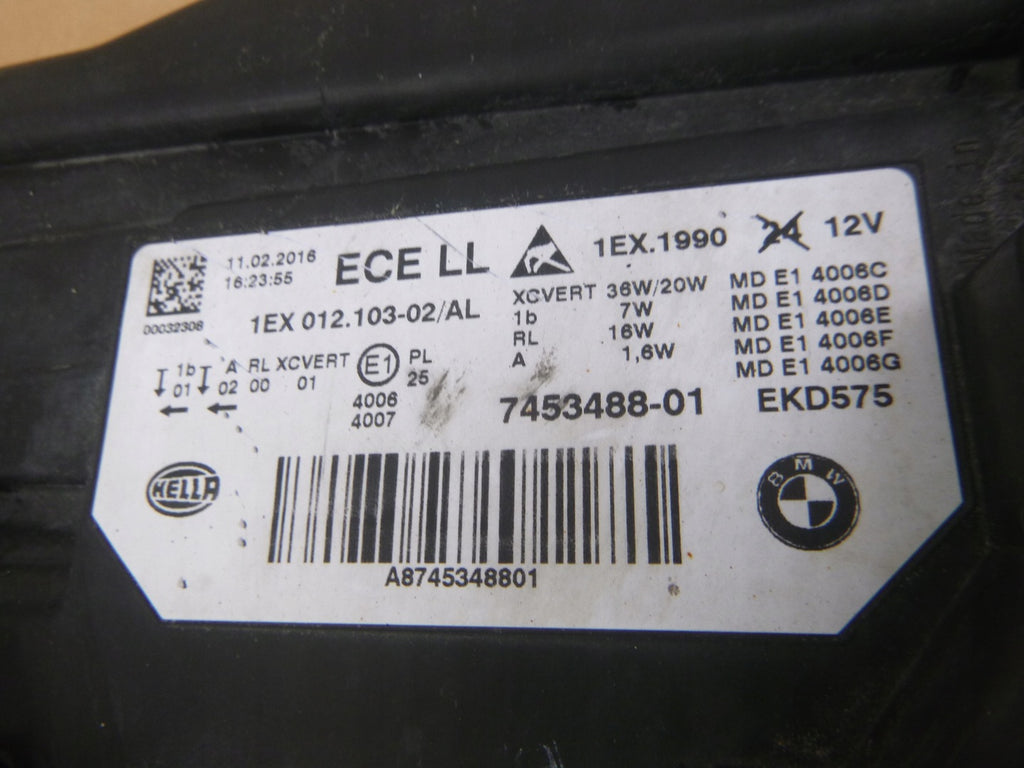 11.02.2016
16:23:55
ECE LL
1EX.1990 24 12V
00032308
1EX 012.103-02/AL
XCVERT 36W/20W
1b 7W
RL 16W
A 1,6W
MD E1 4006C
MD E1 4006D
MD E1 4006E
MD E1 4006F
MD E1 4006G
1b A RL XCVERT
01 02 00 01
E1
PL
25
4006
4007
7453488-01
EKD575
HELLA
BMW
A8745348801